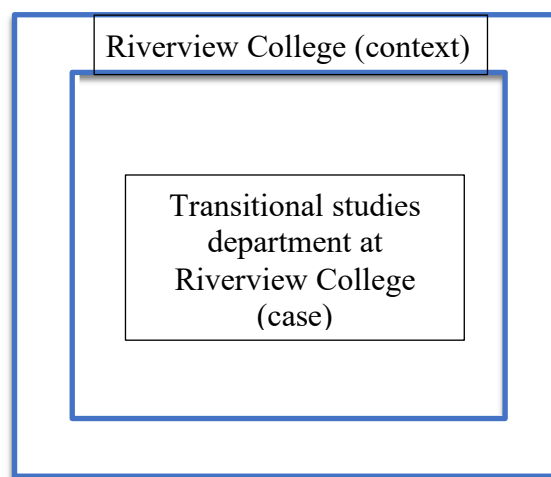 Riverview College (context)
Transitional studies
department at
Riverview College
(case)